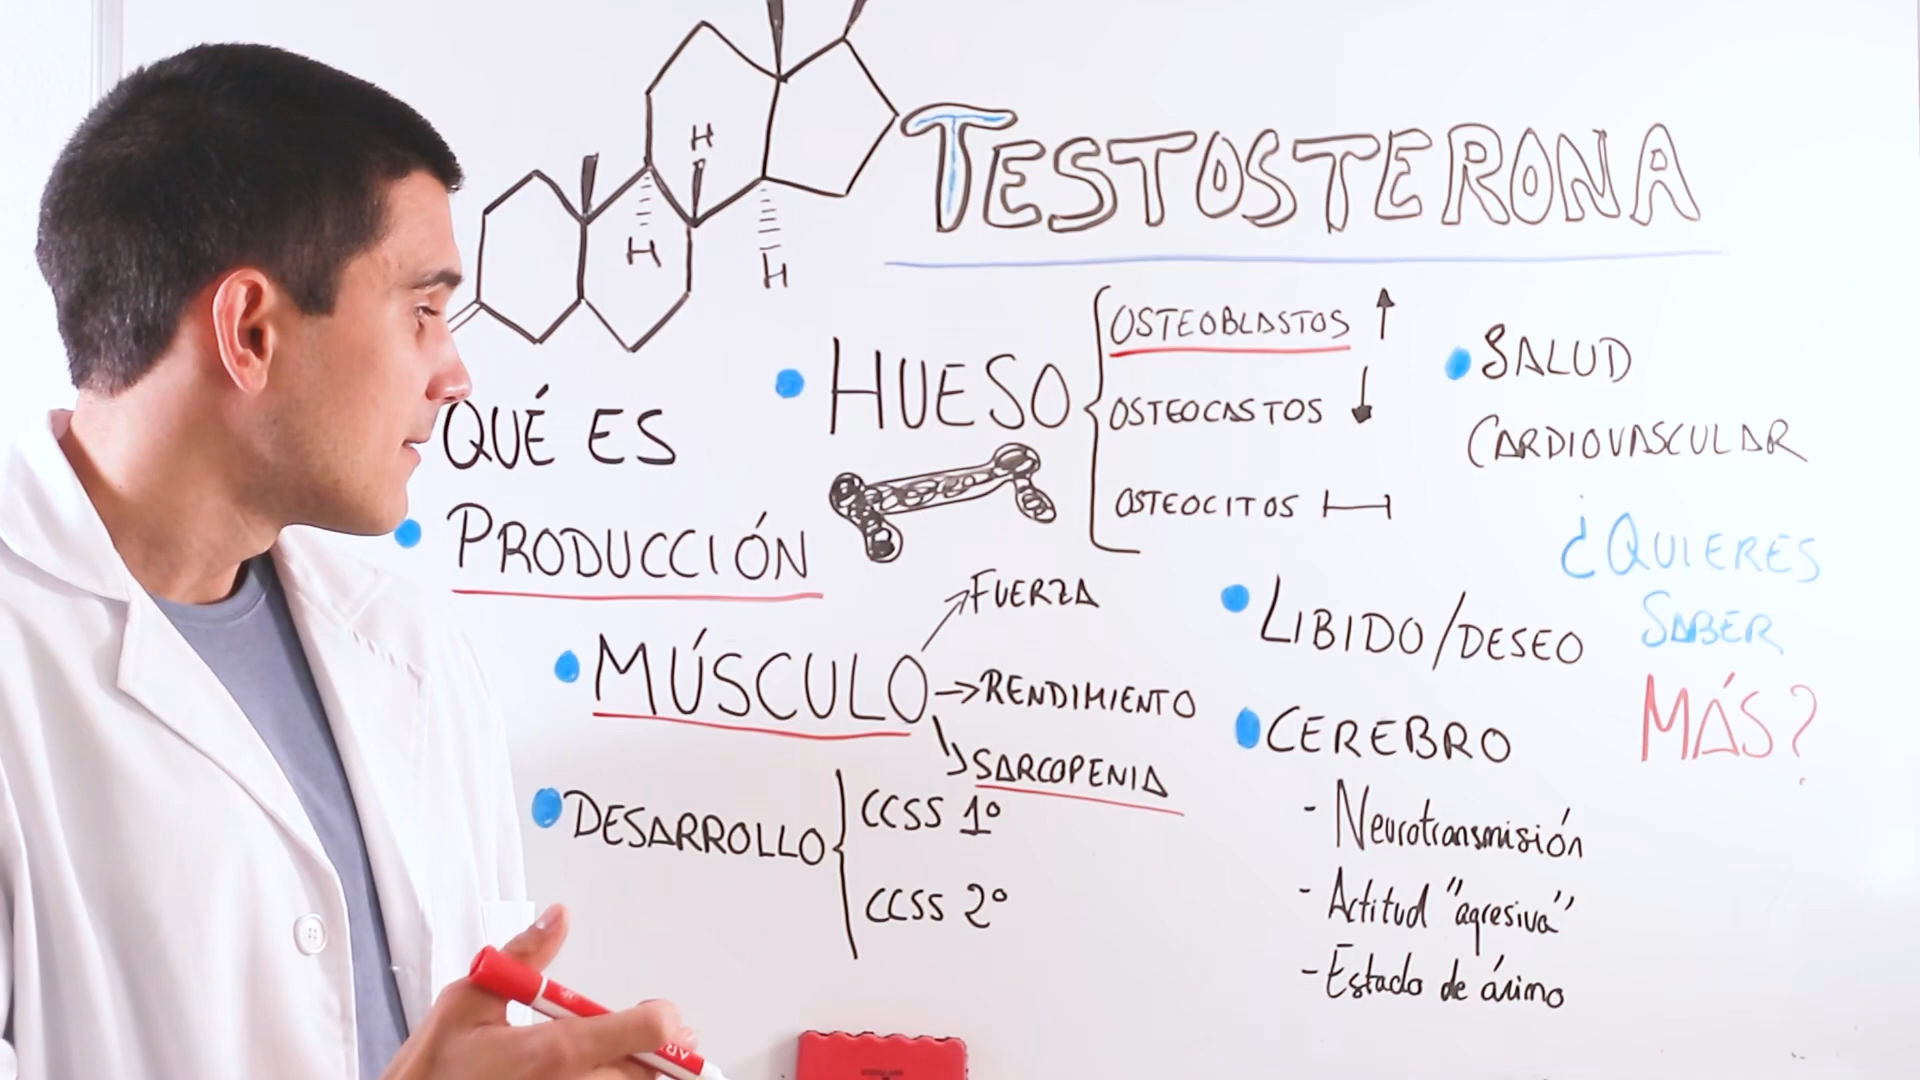 H
H
H
TESTOSTERONA
QUÉ ES
PRODUCCIÓN
HUESO
OSTEOBLASTOS ↑
OSTEOCASTOS ↓
OSTEOCITOS
MÚSCULO
→ FUERZA
→ RENDIMIENTO
→ SARCOPENIA
DESARROLLO
CCSS 1º
CCSS 2º
SALUD
CARDIOVASCULAR
LIBIDO/DESEO
CEREBRO
- Neurotransmisión
- Actitud "agresiva"
- Estado de ánimo
¿QUIERES
SABER
MÁS?